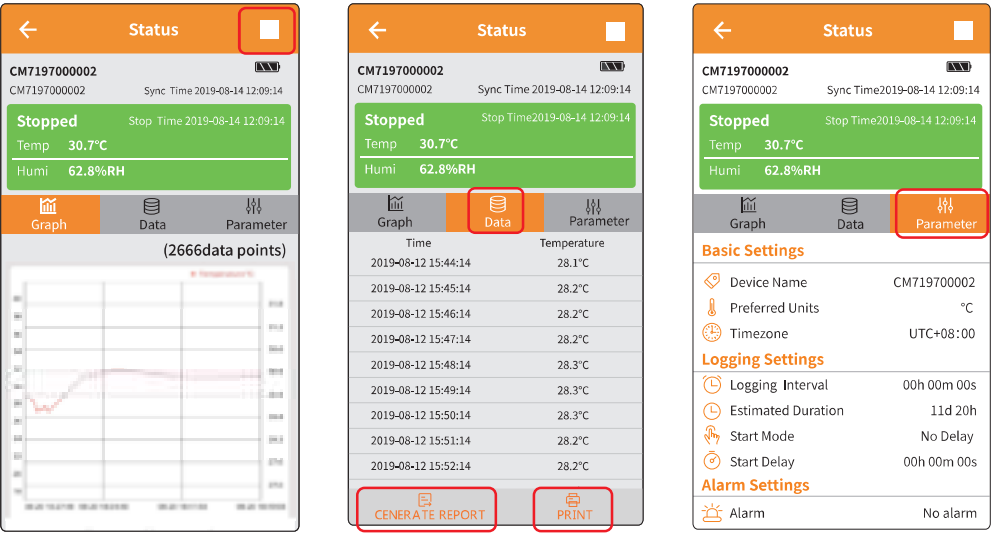 Status
CM7197000002
CM7197000002 Sync Time 2019-08-14 12:09:14
Stopped Stop Time 2019-08-14 12:09:14
Temp 30.7°C
Humi 62.8%RH
Graph Data Parameter
(2666data points)
Status
CM7197000002
CM7197000002 Sync Time 2019-08-14 12:09:14
Stopped Stop Time2019-08-14 12:09:14
Temp 30.7°C
Humi 62.8%RH
Graph Data Parameter
Time Temperature
2019-08-12 15:44:14 28.1°C
2019-08-12 15:45:14 28.2°C
2019-08-12 15:46:14 28.2°C
2019-08-12 15:47:14 28.2°C
2019-08-12 15:48:14 28.3°C
2019-08-12 15:49:14 28.3°C
2019-08-12 15:50:14 28.3°C
2019-08-12 15:51:14 28.2°C
2019-08-12 15:52:14 28.2°C
CENERATE REPORT PRINT
Status
CM7197000002
CM7197000002 Sync Time2019-08-14 12:09:14
Stopped Stop Time2019-08-14 12:09:14
Temp 30.7°C
Humi 62.8%RH
Graph Data Parameter
Basic Settings
Device Name CM719700002
Preferred Units °C
Timezone UTC+08:00
Logging Settings
Logging Interval 00h 00m 00s
Estimated Duration 11d 20h
Start Mode No Delay
Start Delay 00h 00m 00s
Alarm Settings
Alarm No alarm